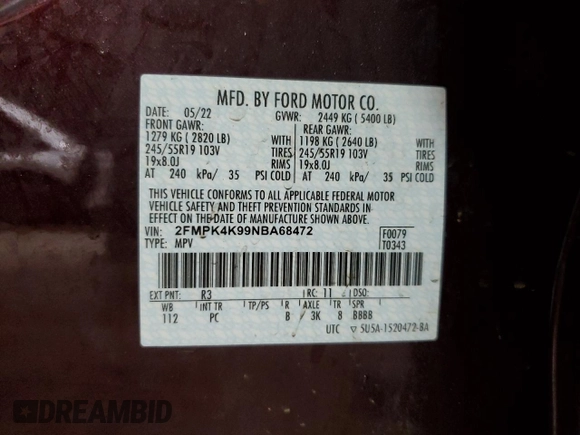 MFD. BY FORD MOTOR CO.
DATE: 05/22 GVWR: 2449 KG ( 5400 LB)
FRONT GAWR: REAR GAWR:
1279 KG ( 2820 LB) WITH 1198 KG ( 2640 LB) WITH
245/55R19 103V TIRES 245/55R19 103V TIRES
19x8.0J RIMS 19x8.0J RIMS
AT 240 kPa/ 35 PSI COLD AT 240 kPa/ 35 PSI COLD
THIS VEHICLE CONFORMS TO ALL APPLICABLE FEDERAL MOTOR
VEHICLE SAFETY AND THEFT PREVENTION STANDARDS IN
EFFECT ON THE DATE OF MANUFACTURE SHOWN ABOVE.
VIN: 2FMPK4K99NBA68472 F0079
TYPE: MPV T0343
EXT PNT: R3 RC: 11 DSO:
WB INT TR TP/PS R AXLE TR SPR
112 PC B 3K 8 BBBB
UTC ▽ 5U5A-1520472-BA
DREAMBID